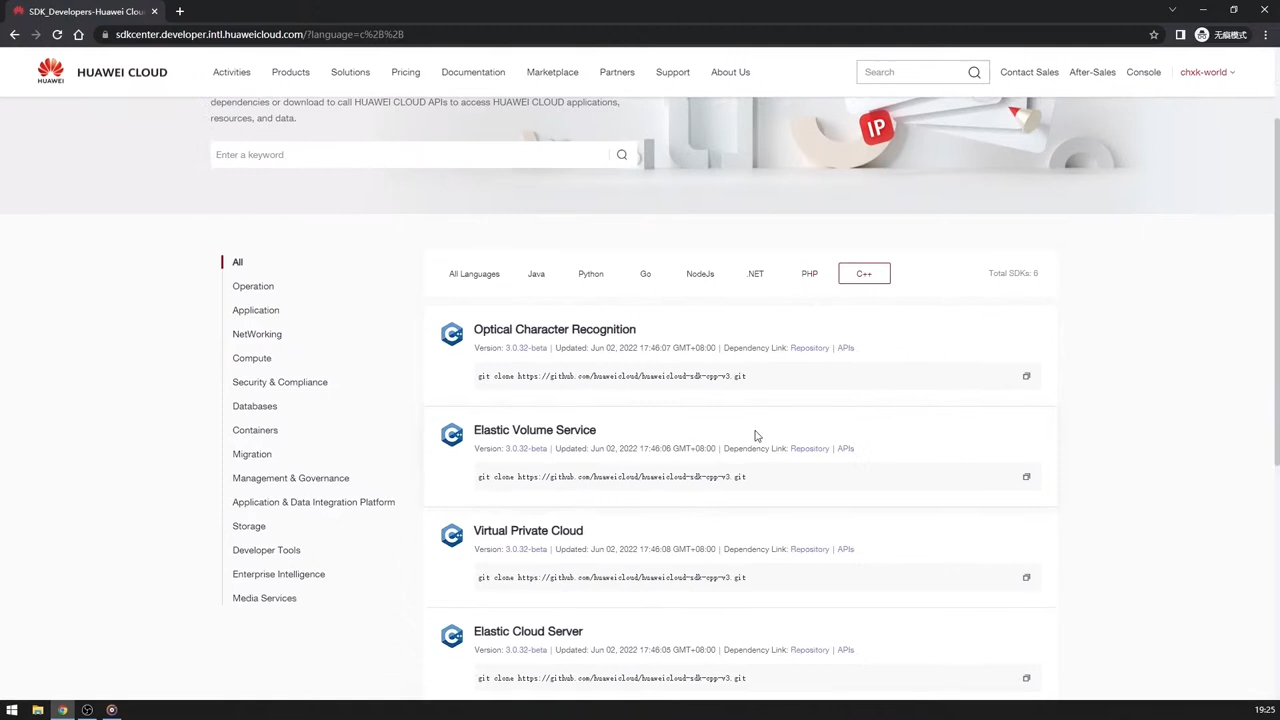 SDK_Developers-Huawei Cloud
sdkcenter.developer.intl.huaweicloud.com/?language=c%2B%2B
无痕模式
HUAWEI
HUAWEI CLOUD
Activities
Products
Solutions
Pricing
Documentation
Marketplace
Partners
Support
About Us
Search
Contact Sales
After-Sales
Console
chxk-world
dependencies or download to call HUAWEI CLOUD APIs to access HUAWEI CLOUD applications,
resources, and data.
IP
Enter a keyword
All
Operation
Application
NetWorking
Compute
Security & Compliance
Databases
Containers
Migration
Management & Governance
Application & Data Integration Platform
Storage
Developer Tools
Enterprise Intelligence
Media Services
All Languages
Java
Python
Go
NodeJs
.NET
PHP
C++
Total SDKs: 6
Optical Character Recognition
Version: 3.0.32-beta | Updated: Jun 02, 2022 17:46:07 GMT+08:00 | Dependency Link: Repository | APIs
git clone https://github.com/huaweicloud/huaweicloud-sdk-cpp-v3.git
Elastic Volume Service
Version: 3.0.32-beta | Updated: Jun 02, 2022 17:46:06 GMT+08:00 | Dependency Link: Repository | APIs
git clone https://github.com/huaweicloud/huaweicloud-sdk-cpp-v3.git
Virtual Private Cloud
Version: 3.0.32-beta | Updated: Jun 02, 2022 17:46:08 GMT+08:00 | Dependency Link: Repository | APIs
git clone https://github.com/huaweicloud/huaweicloud-sdk-cpp-v3.git
Elastic Cloud Server
Version: 3.0.32-beta | Updated: Jun 02, 2022 17:46:05 GMT+08:00 | Dependency Link: Repository | APIs
git clone https://github.com/huaweicloud/huaweicloud-sdk-cpp-v3.git
19:25